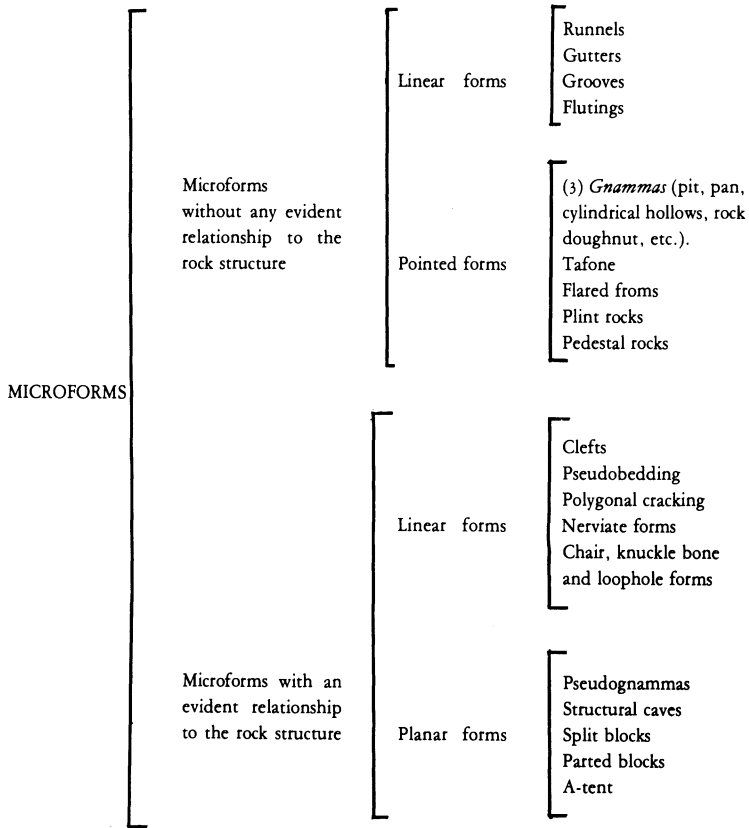 MICROFORMS
Microforms
without any evident
relationship to the
rock structure
Linear forms
Runnels
Gutters
Grooves
Flutings
Pointed forms
(3) Gnammas (pit, pan,
cylindrical hollows, rock
doughnut, etc.).
Tafone
Flared froms
Plint rocks
Pedestal rocks
Microforms with an
evident relationship
to the rock structure
Linear forms
Clefts
Pseudobedding
Polygonal cracking
Nerviate forms
Chair, knuckle bone
and loophole forms
Planar forms
Pseudognammas
Structural caves
Split blocks
Parted blocks
A-tent